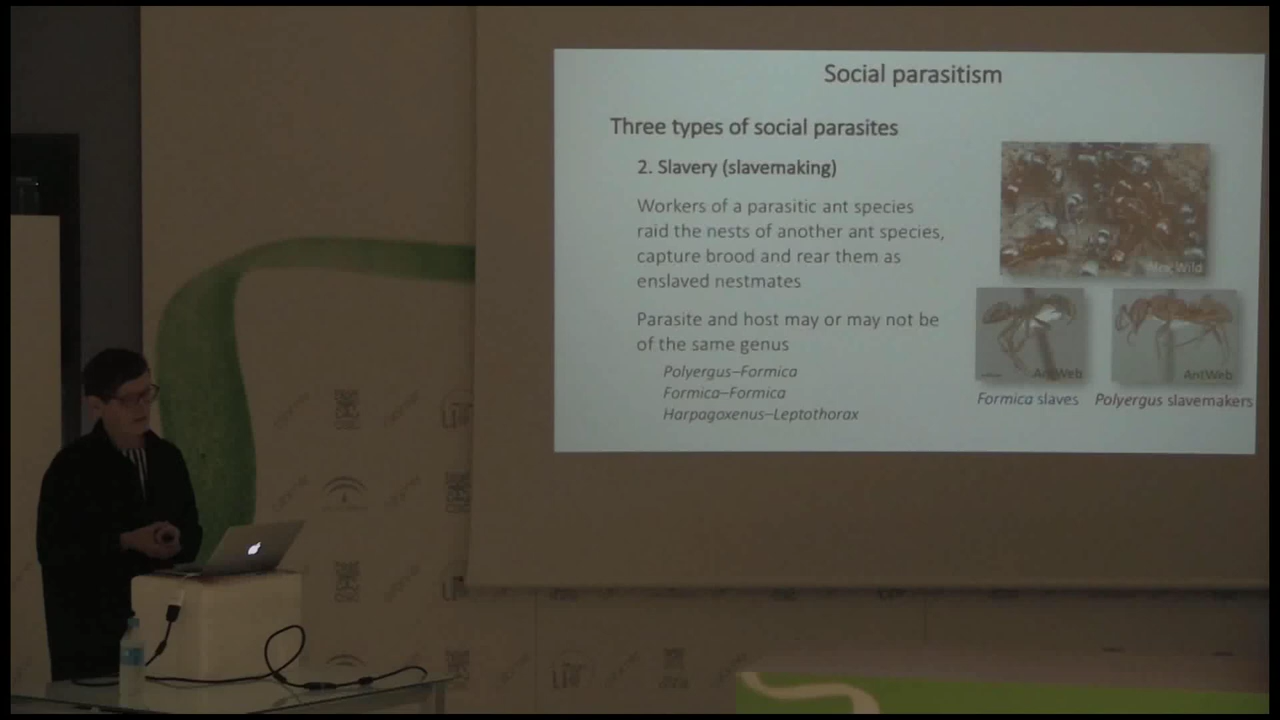 Social parasitism
Three types of social parasites
2. Slavery (slavemaking)
Workers of a parasitic ant species
raid the nests of another ant species,
capture brood and rear them as
enslaved nestmates
Parasite and host may or may not be
of the same genus
Polyergus–Formica
Formica–Formica
Harpagoxenus–Leptothorax
Alex Wild
AntWeb
AntWeb
Formica slaves
Polyergus slavemakers